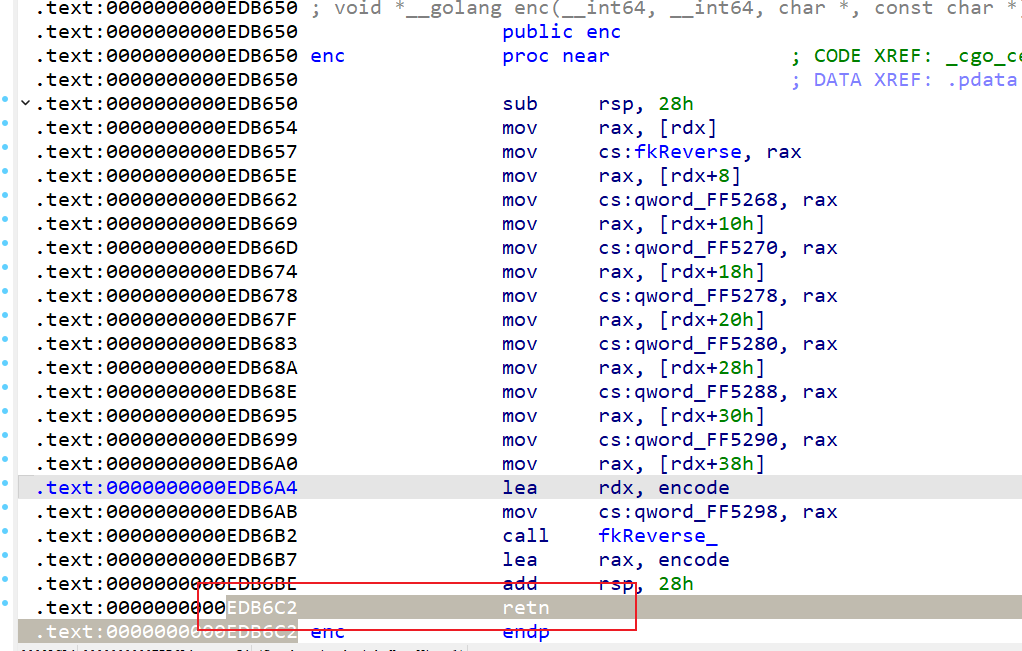 .text:0000000000EDB650 ; void *__golang enc(__int64, __int64, char *, const char *
.text:0000000000EDB650 public enc
.text:0000000000EDB650 enc proc near ; CODE XREF: _cgo_ce
.text:0000000000EDB650 ; DATA XREF: .pdata
.text:0000000000EDB650 sub rsp, 28h
.text:0000000000EDB654 mov rax, [rdx]
.text:0000000000EDB657 mov cs:fkReverse, rax
.text:0000000000EDB65E mov rax, [rdx+8]
.text:0000000000EDB662 mov cs:qword_FF5268, rax
.text:0000000000EDB669 mov rax, [rdx+10h]
.text:0000000000EDB66D mov cs:qword_FF5270, rax
.text:0000000000EDB674 mov rax, [rdx+18h]
.text:0000000000EDB678 mov cs:qword_FF5278, rax
.text:0000000000EDB67F mov rax, [rdx+20h]
.text:0000000000EDB683 mov cs:qword_FF5280, rax
.text:0000000000EDB68A mov rax, [rdx+28h]
.text:0000000000EDB68E mov cs:qword_FF5288, rax
.text:0000000000EDB695 mov rax, [rdx+30h]
.text:0000000000EDB699 mov cs:qword_FF5290, rax
.text:0000000000EDB6A0 mov rax, [rdx+38h]
.text:0000000000EDB6A4 lea rdx, encode
.text:0000000000EDB6AB mov cs:qword_FF5298, rax
.text:0000000000EDB6B2 call fkReverse_
.text:0000000000EDB6B7 lea rax, encode
.text:0000000000EDB6BE add rsp, 28h
.text:0000000000EDB6C2 retn
.text:0000000000EDB6C2 enc endp